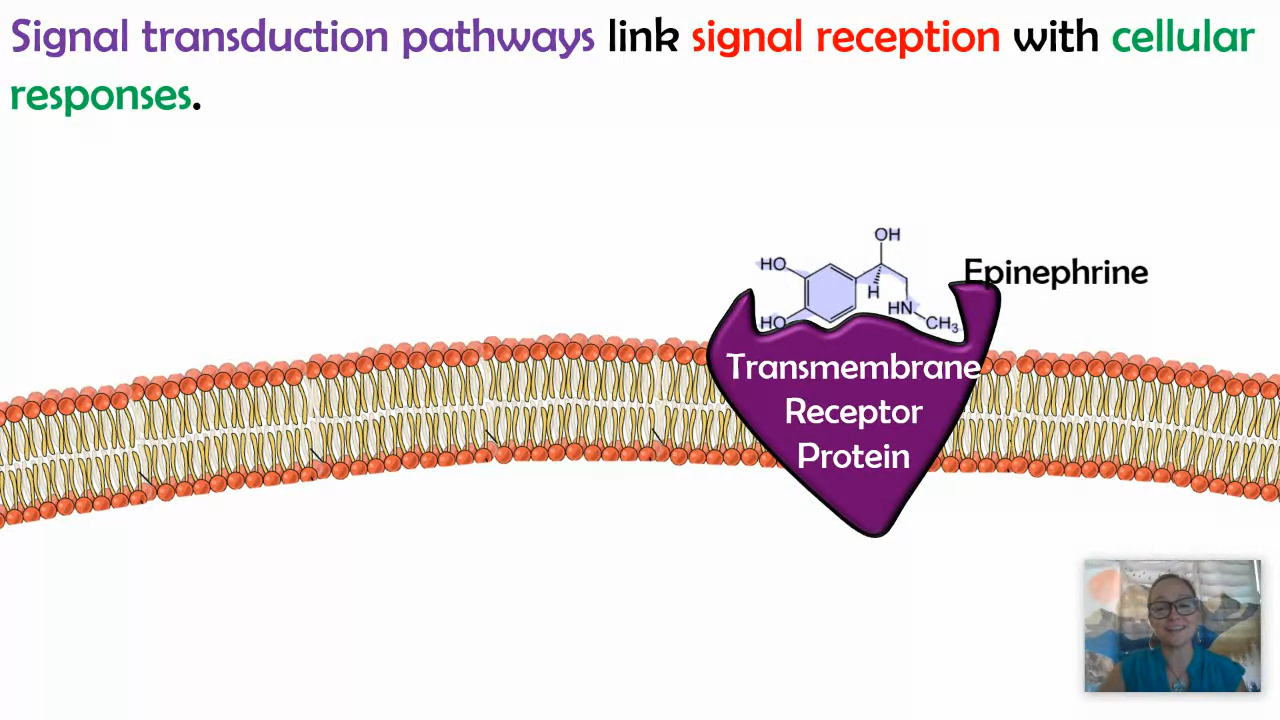 Signal transduction pathways link signal reception with cellular
responses.
OH
HO
Epinephrine
H
HN
HO
CH3
Transmembrane
Receptor
Protein